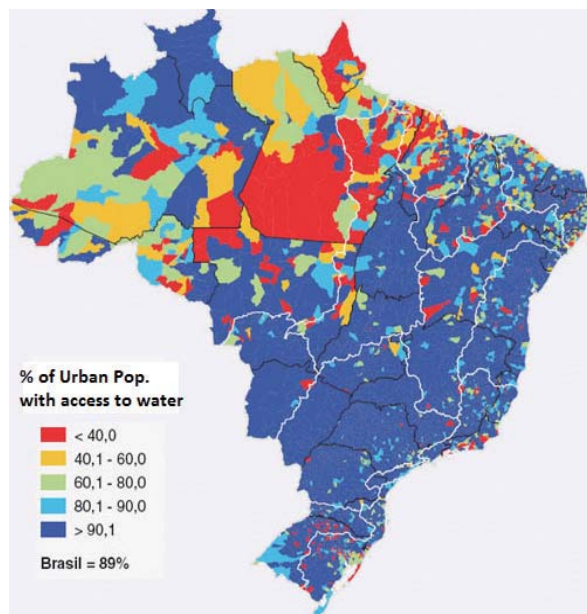 % of Urban Pop.
with access to water
< 40,0
40,1 - 60,0
60,1 - 80,0
80,1 - 90,0
> 90,1
Brasil = 89%